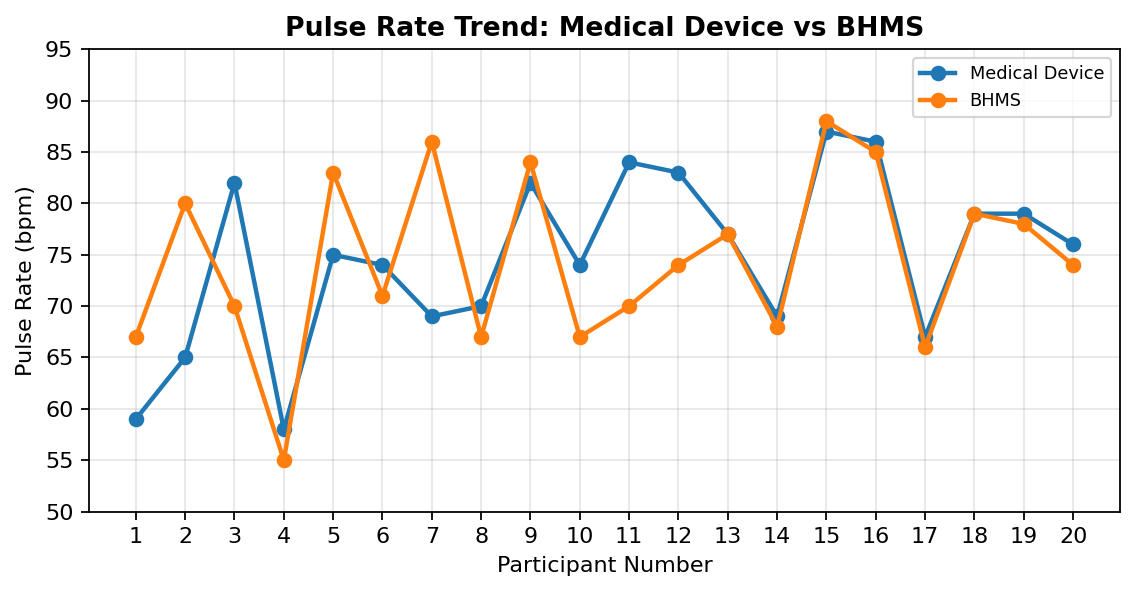 Pulse Rate Trend: Medical Device vs BHMS
95
90
85
80
75
70
65
60
55
50
Pulse Rate (bpm)
Medical Device
BHMS
1 2 3 4 5 6 7 8 9 10 11 12 13 14 15 16 17 18 19 20
Participant Number